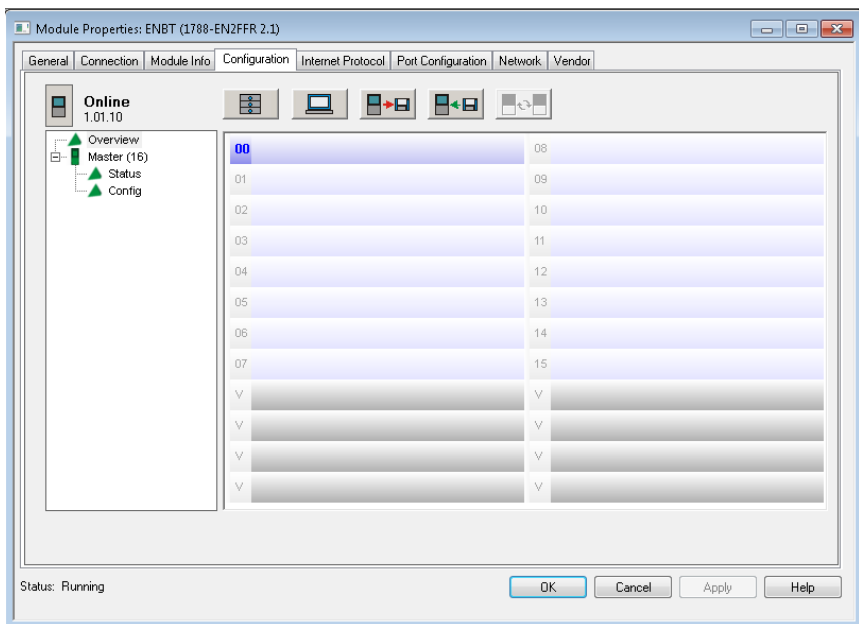 Module Properties: ENBT (1788-EN2FFR 2.1)
General Connection Module Info Configuration Internet Protocol Port Configuration Network Vendor
Online
1.01.10
Overview
Master (16)
Status
Config
00 08
01 09
02 10
03 11
04 12
05 13
06 14
07 15
V V
V V
V V
V V
Status: Running
OK Cancel Apply Help